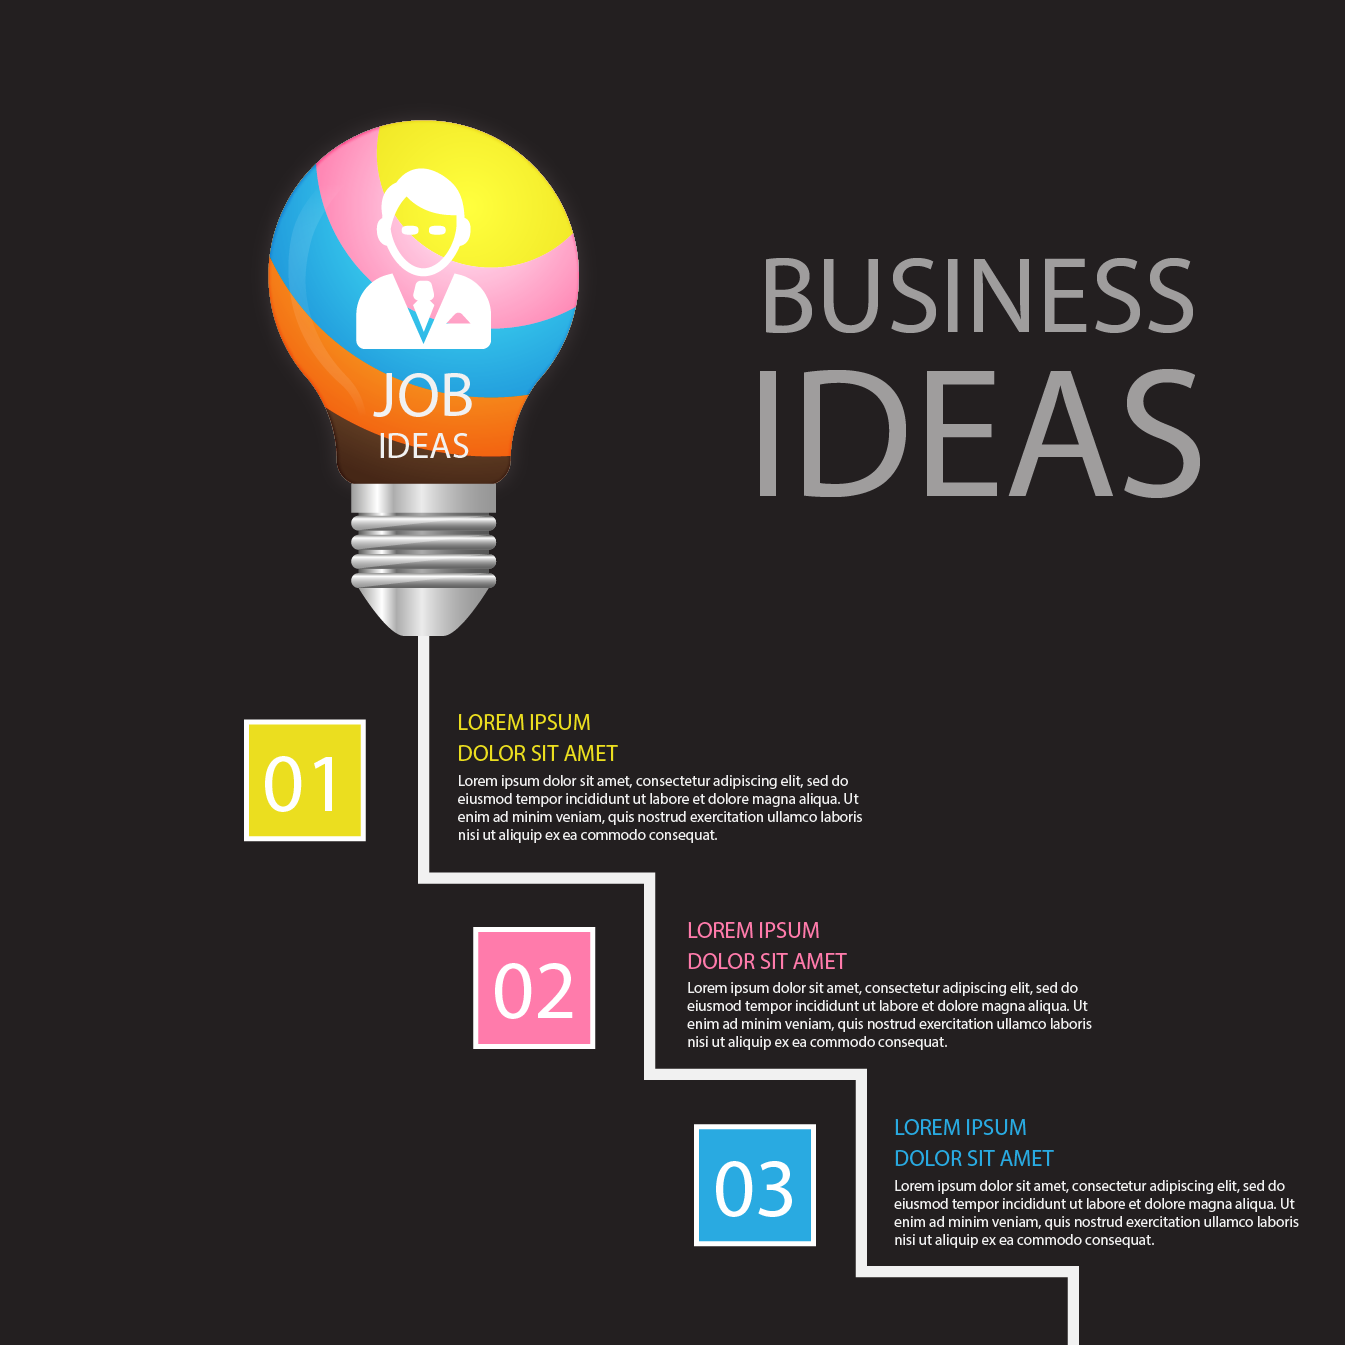 JOB
IDEAS
BUSINESS
IDEAS
01
LOREM IPSUM
DOLOR SIT AMET
Lorem ipsum dolor sit amet, consectetur adipiscing elit, sed do
eiusmod tempor incididunt ut labore et dolore magna aliqua. Ut
enim ad minim veniam, quis nostrud exercitation ullamco laboris
nisi ut aliquip ex ea commodo consequat.
02
LOREM IPSUM
DOLOR SIT AMET
Lorem ipsum dolor sit amet, consectetur adipiscing elit, sed do
eiusmod tempor incididunt ut labore et dolore magna aliqua. Ut
enim ad minim veniam, quis nostrud exercitation ullamco laboris
nisi ut aliquip ex ea commodo consequat.
03
LOREM IPSUM
DOLOR SIT AMET
Lorem ipsum dolor sit amet, consectetur adipiscing elit, sed do
eiusmod tempor incididunt ut labore et dolore magna aliqua. Ut
enim ad minim veniam, quis nostrud exercitation ullamco laboris
nisi ut aliquip ex ea commodo consequat.